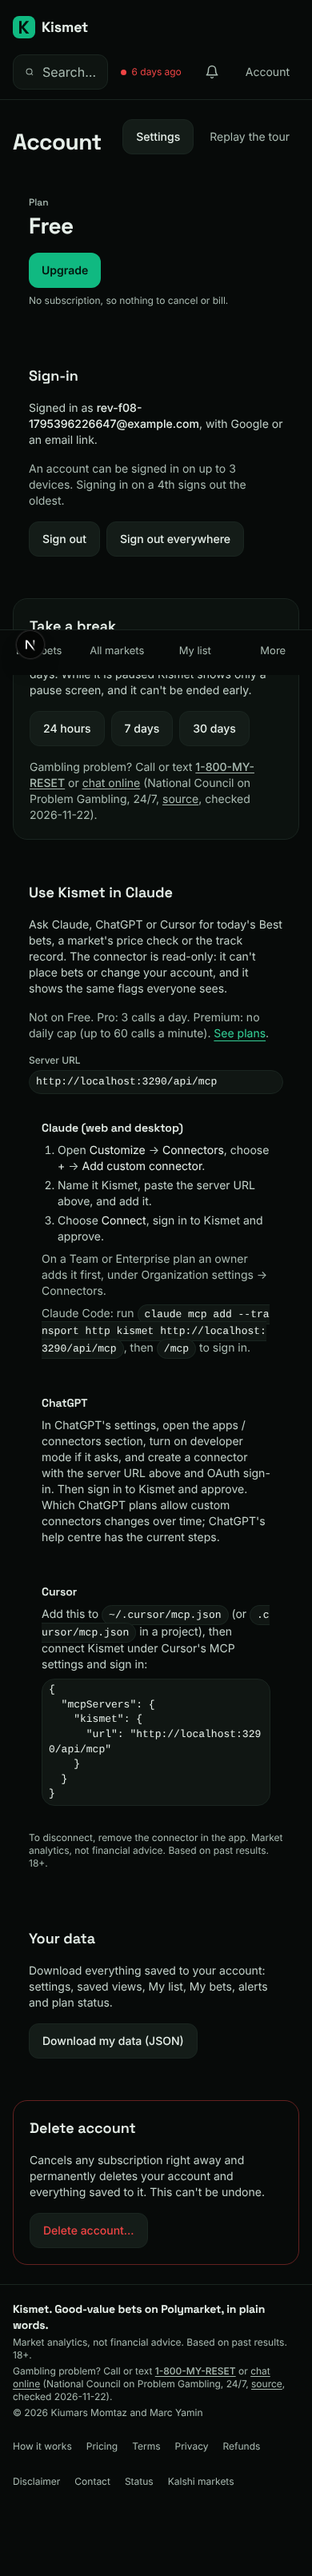 Kismet
Search...
6 days ago
Account
Account
Settings
Replay the tour
Plan
Free
Upgrade
No subscription, so nothing to cancel or bill.
Sign-in
Signed in as rev-f08-
1795396226647@example.com, with Google or
an email link.
An account can be signed in on up to 3
devices. Signing in on a 4th signs out the
oldest.
Sign out
Sign out everywhere
Take a break
N
bets
All markets
My list
More
days. While it is paused Kismet shows only a
pause screen, and it can't be ended early.
24 hours
7 days
30 days
Gambling problem? Call or text 1-800-MY-
RESET or chat online (National Council on
Problem Gambling, 24/7, source, checked
2026-11-22).
Use Kismet in Claude
Ask Claude, ChatGPT or Cursor for today's Best
bets, a market's price check or the track
record. The connector is read-only: it can't
place bets or change your account, and it
shows the same flags everyone sees.
Not on Free. Pro: 3 calls a day. Premium: no
daily cap (up to 60 calls a minute). See plans.
Server URL
http://localhost:3290/api/mcp
Claude (web and desktop)
1. Open Customize → Connectors, choose
+ → Add custom connector.
2. Name it Kismet, paste the server URL
above, and add it.
3. Choose Connect, sign in to Kismet and
approve.
On a Team or Enterprise plan an owner
adds it first, under Organization settings →
Connectors.
Claude Code: run claude mcp add --tra
nsport http kismet http://localhost:
3290/api/mcp, then /mcp to sign in.
ChatGPT
In ChatGPT's settings, open the apps /
connectors section, turn on developer
mode if it asks, and create a connector
with the server URL above and OAuth sign-
in. Then sign in to Kismet and approve.
Which ChatGPT plans allow custom
connectors changes over time; ChatGPT's
help centre has the current steps.
Cursor
Add this to ~/.cursor/mcp.json (or .c
ursor/mcp.json in a project), then
connect Kismet under Cursor's MCP
settings and sign in:
{
"mcpServers": {
"kismet": {
"url": "http://localhost:329
0/api/mcp"
}
}
}
To disconnect, remove the connector in the app. Market
analytics, not financial advice. Based on past results.
18+.
Your data
Download everything saved to your account:
settings, saved views, My list, My bets, alerts
and plan status.
Download my data (JSON)
Delete account
Cancels any subscription right away and
permanently deletes your account and
everything saved to it. This can't be undone.
Delete account...
Kismet. Good-value bets on Polymarket, in plain
words.
Market analytics, not financial advice. Based on past results.
18+.
Gambling problem? Call or text 1-800-MY-RESET or chat
online (National Council on Problem Gambling, 24/7, source,
checked 2026-11-22).
© 2026 Kiumars Momtaz and Marc Yamin
How it works
Pricing
Terms
Privacy
Refunds
Disclaimer
Contact
Status
Kalshi markets